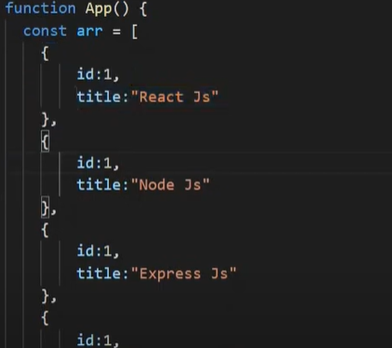 function App() {
const arr = [
{
id:1,
title:"React Js"
},
{
id:1,
title:"Node Js"
},
{
id:1,
title:"Express Js"
},
{
id:1,